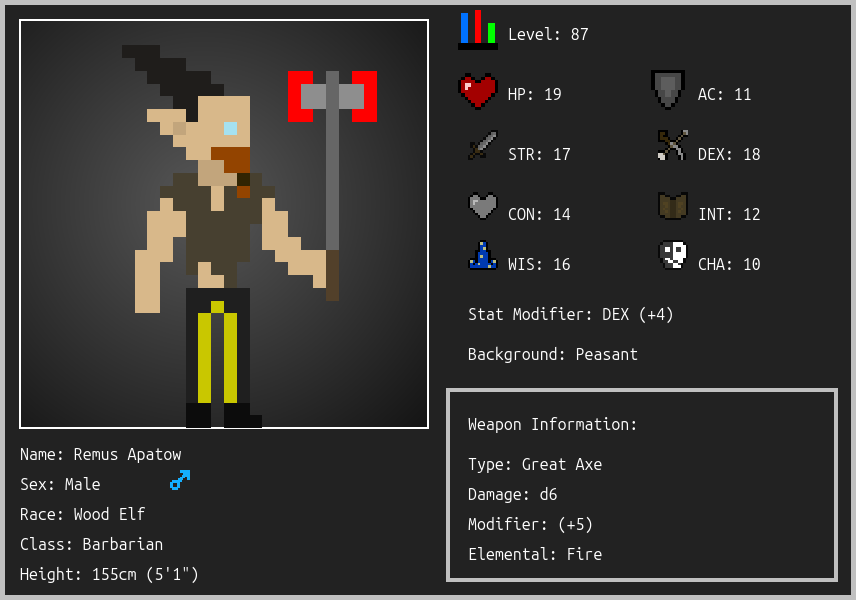 Level: 87
HP: 19
AC: 11
STR: 17
DEX: 18
CON: 14
INT: 12
WIS: 16
CHA: 10
Stat Modifier: DEX (+4)
Background: Peasant
Weapon Information:
Type: Great Axe
Damage: d6
Modifier: (+5)
Elemental: Fire
Name: Remus Apatow
Sex: Male
Race: Wood Elf
Class: Barbarian
Height: 155cm (5'1")